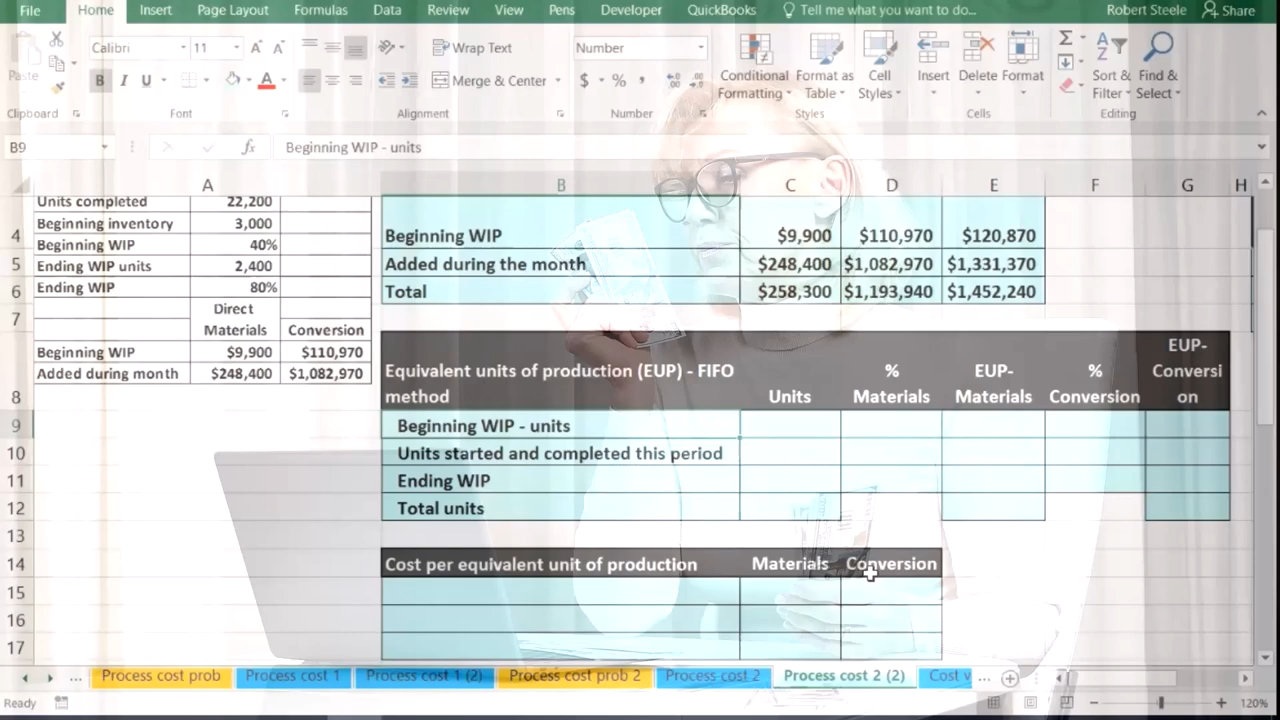 File Home Insert Page Layout Formulas Data Review View Pens Developer QuickBooks Tell me what you want to do... Robert Steele Share
Calibri 11 Wrap Text Number
Paste B I U Merge & Center $ % Conditional Formatting Format as Table Cell Styles Insert Delete Format Sort & Filter Find & Select
Clipboard Font Alignment Number Styles Cells Editing
B9 fx Beginning WIP - units
A B C D E F G H
Units completed 22,200
Beginning inventory 3,000
Beginning WIP 40%
Ending WIP units 2,400
Ending WIP 80%
Direct
Materials Conversion
Beginning WIP $9,900 $110,970
Added during month $248,400 $1,082,970
4 Beginning WIP $9,900 $110,970 $120,870
5 Added during the month $248,400 $1,082,970 $1,331,370
6 Total $258,300 $1,193,940 $1,452,240
7
8 Equivalent units of production (EUP) - FIFO method Units % Materials EUP- Materials % Conversion EUP- Conversi on
9 Beginning WIP - units
10 Units started and completed this period
11 Ending WIP
12 Total units
13
14 Cost per equivalent unit of production Materials Conversion
15
16
17
... Process cost prob Process cost 1 Process cost 1 (2) Process cost prob 2 Process cost 2 Process cost 2 (2) Cost v ...
Ready 120%